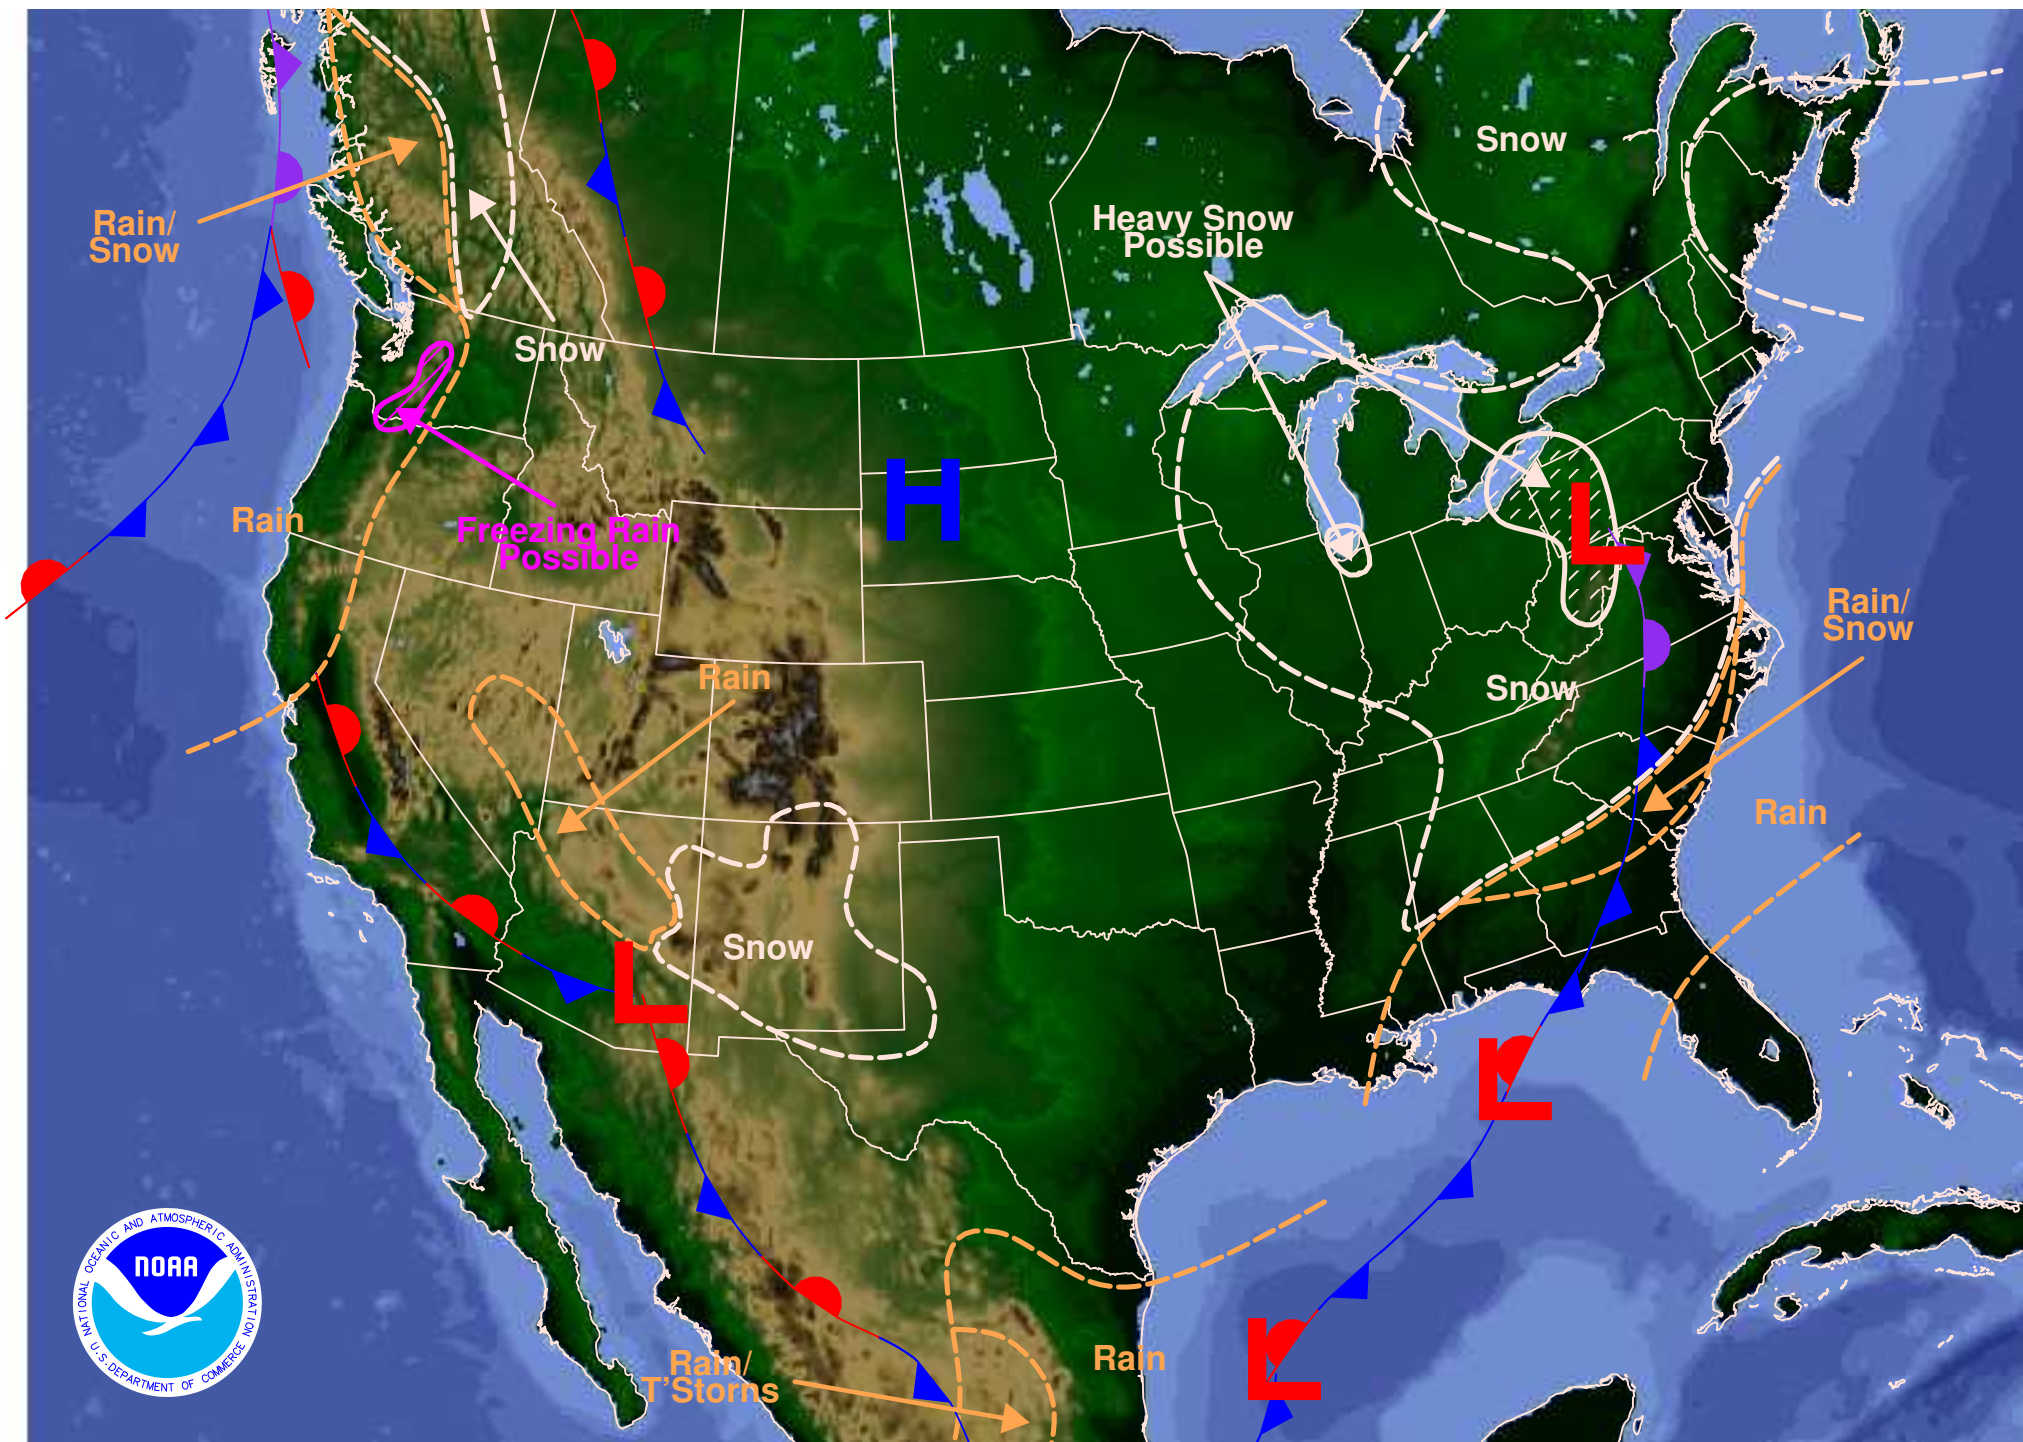 Snow
Heavy Snow
Possible
Rain/
Snow
Snow
H
Rain
Freezing Rain
Possible
L
Rain/
Snow
Rain
Snow
Rain
Snow
L
L
NATIONAL OCEANIC AND ATMOSPHERIC ADMINISTRATION
NOAA
U.S. DEPARTMENT OF COMMERCE
Rain/
T'Storns
Rain
L